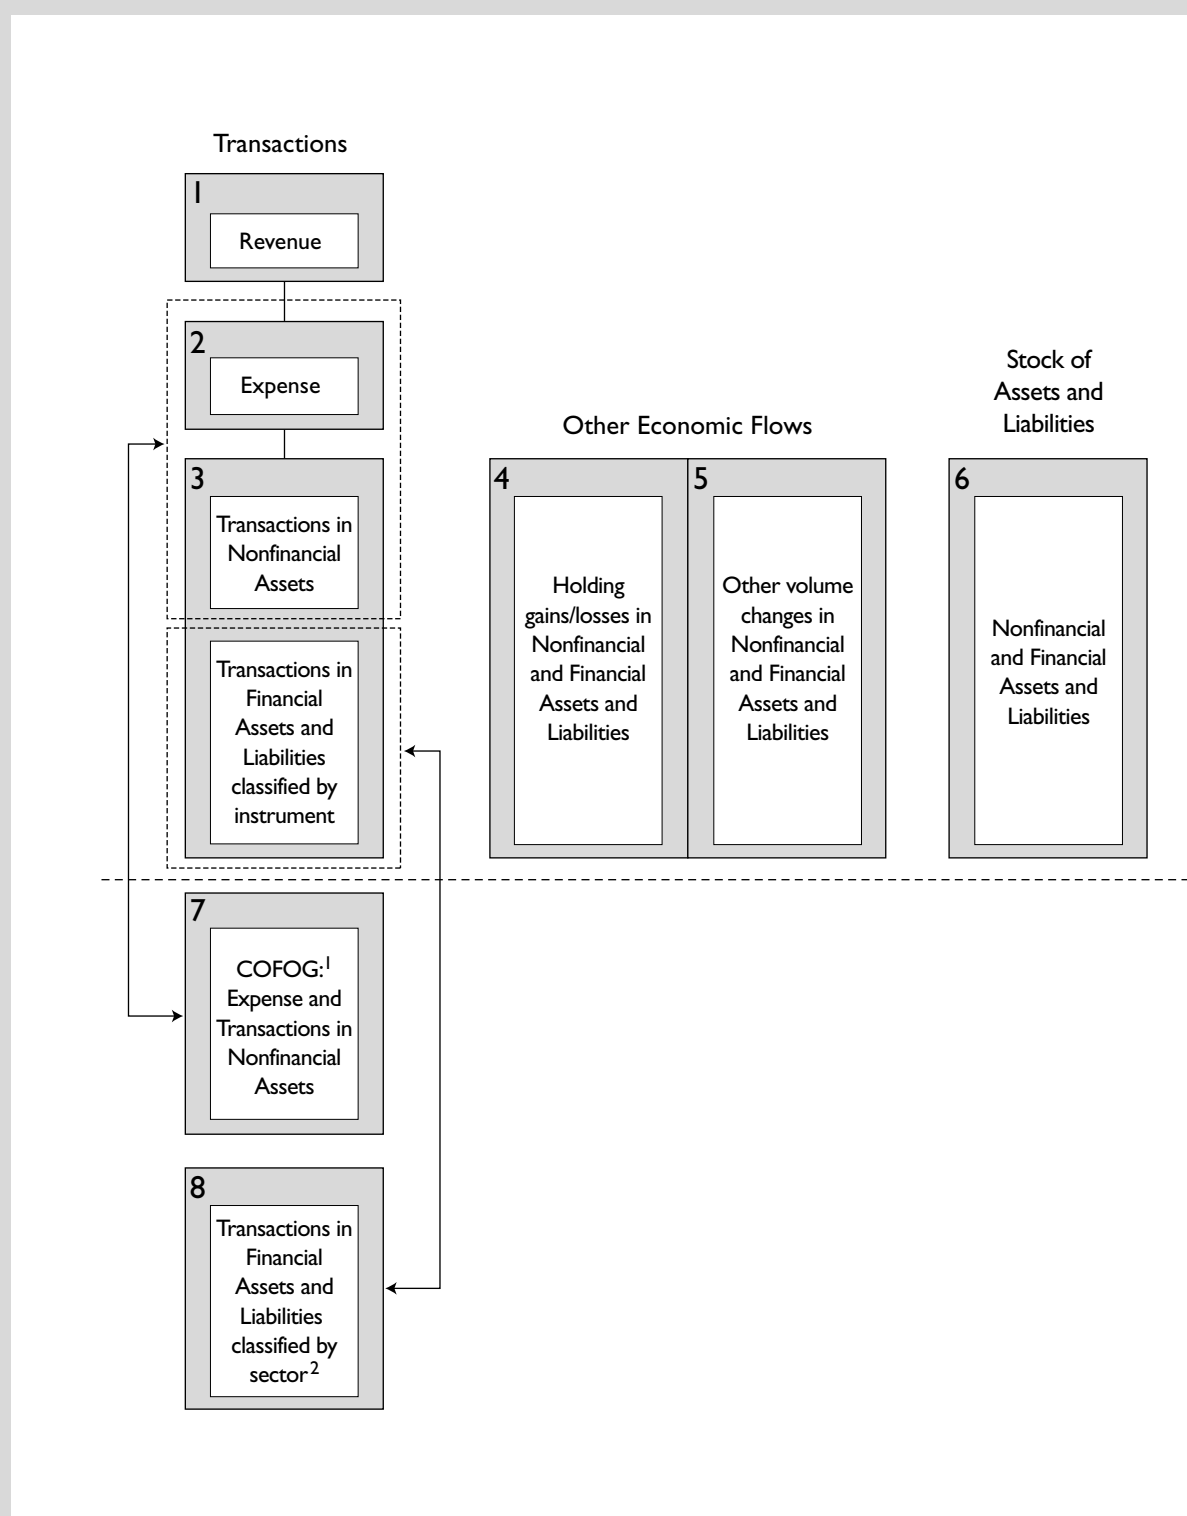 Transactions
1
Revenue
2
Expense
3
Transactions in
Nonfinancial
Assets
Transactions in
Financial
Assets and
Liabilities
classified by
instrument
Other Economic Flows
4
Holding
gains/losses in
Nonfinancial
and Financial
Assets and
Liabilities
5
Other volume
changes in
Nonfinancial
and Financial
Assets and
Liabilities
Stock of
Assets and
Liabilities
6
Nonfinancial
and Financial
Assets and
Liabilities
7
COFOG:1
Expense and
Transactions in
Nonfinancial
Assets
8
Transactions in
Financial
Assets and
Liabilities
classified by
sector2